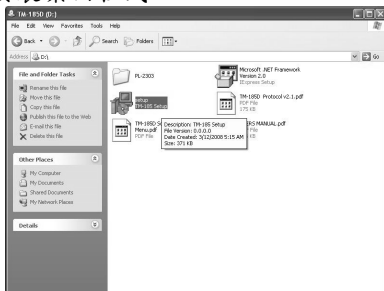 TM-185D (D:)
File Edit View Favorites Tools Help
Back Search Folders
Address D:\ Go
File and Folder Tasks
Rename this file
Move this file
Copy this file
Publish this file to the Web
E-mail this file
Delete this file
Other Places
My Computer
My Documents
Shared Documents
My Network Places
Details
PL-2303
Microsoft .NET Framework
Version 2.0
IExpress Setup
setup
TM-185 Setup
TM-185D Protocol v2.1.pdf
PDF File
175 KB
TM-185D
Menu.pdf
PDF File
ERS MANUAL.pdf
File
KB
Description: TM-185 Setup
File Version: 0.0.0.0
Date Created: 3/12/2008 5:15 AM
Size: 371 KB